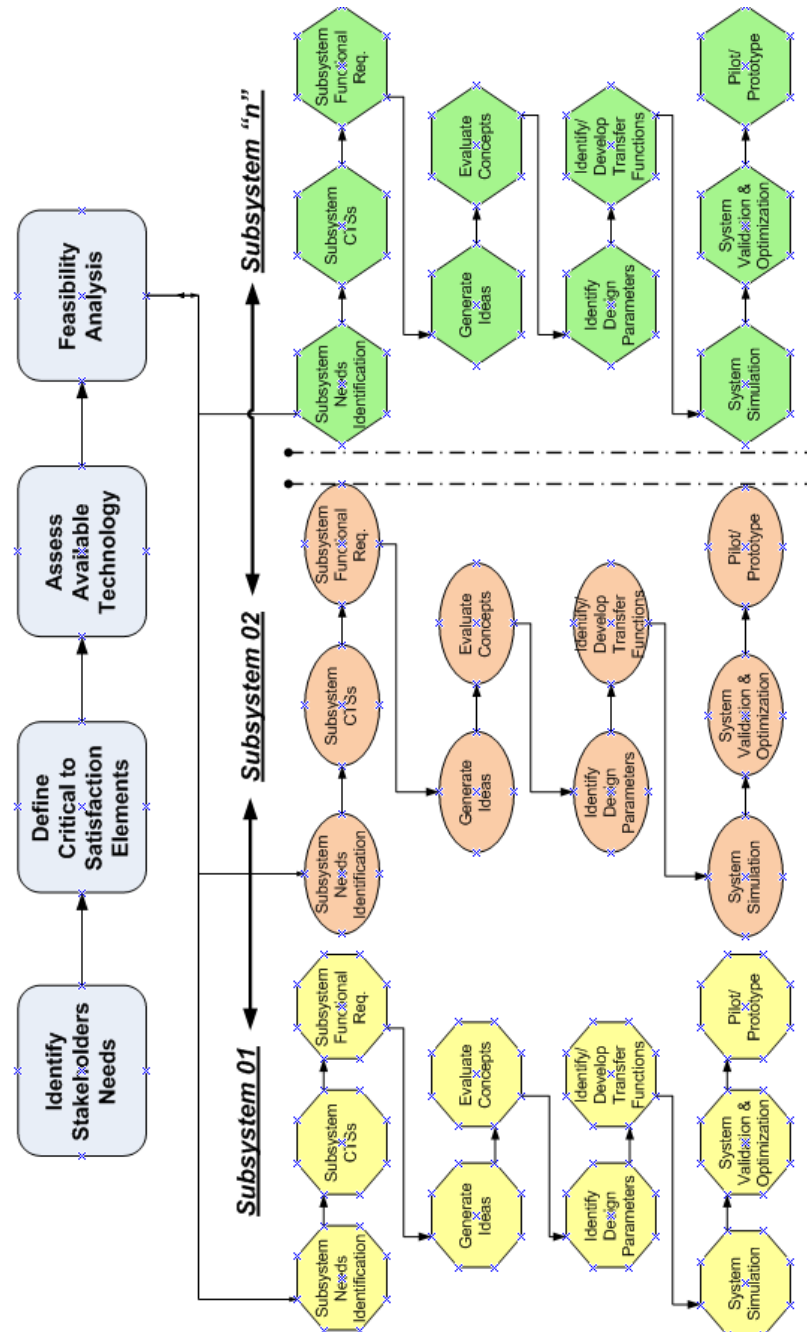 Identify
Stakeholders
Needs
Define
Critical to
Satisfaction
Elements
Assess
Available
Technology
Feasibility
Analysis
Subsystem 01
Subsystem 02
Subsystem “n”
Subsystem
Needs
Identification
Subsystem
CTSs
Subsystem
Functional
Req.
Generate
Ideas
Evaluate
Concepts
Identify
Design
Parameters
Identify/
Develop
Transfer
Functions
System
Simulation
System
Validation &
Optimization
Pilot/
Prototype
Subsystem
Needs
Identification
Subsystem
CTSs
Subsystem
Functional
Req.
Generate
Ideas
Evaluate
Concepts
Identify
Design
Parameters
Identify/
Develop
Transfer
Functions
System
Simulation
System
Validation &
Optimization
Pilot/
Prototype
Subsystem
Needs
Identification
Subsystem
CTSs
Subsystem
Functional
Req.
Generate
Ideas
Evaluate
Concepts
Identify
Design
Parameters
Identify/
Develop
Transfer
Functions
System
Simulation
System
Validation &
Optimization
Pilot/
Prototype